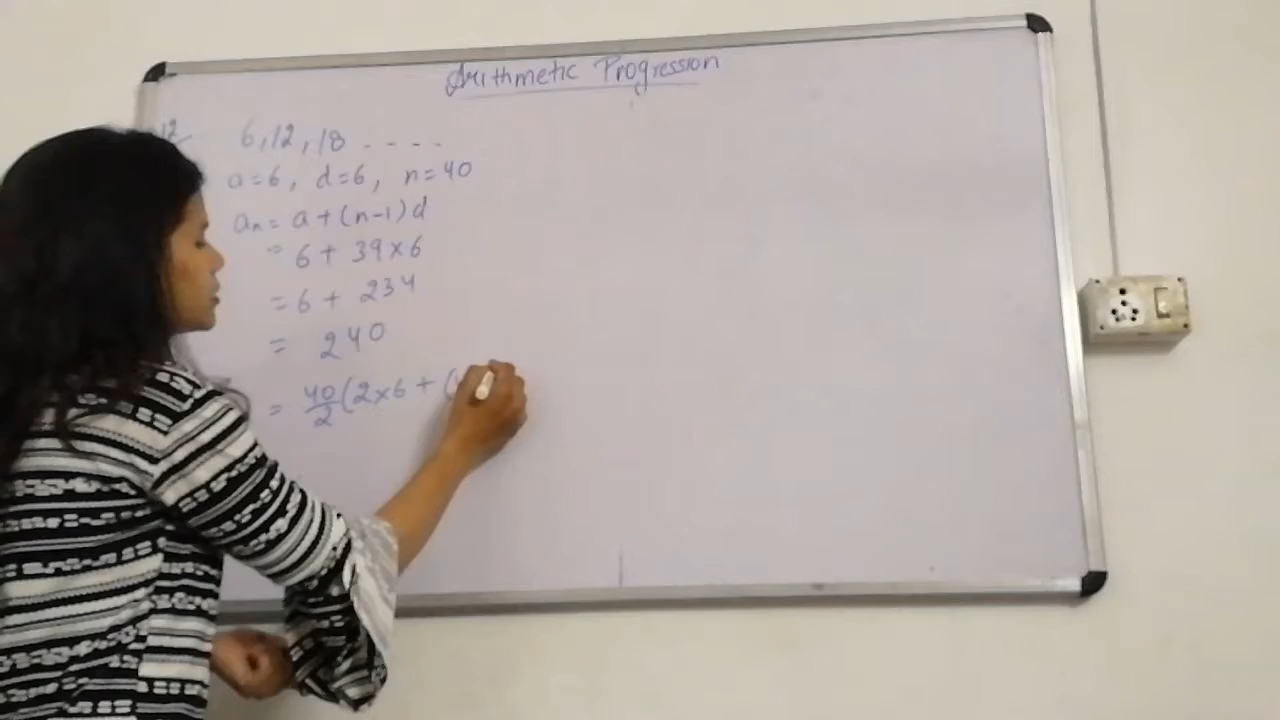 Arithmetic Progression
12
6, 12, 18 - - - -
a = 6, d = 6, n = 40
aₙ = a + (n-1) d
= 6 + 39 × 6
= 6 + 234
= 240
= 40/2 (2×6 + (